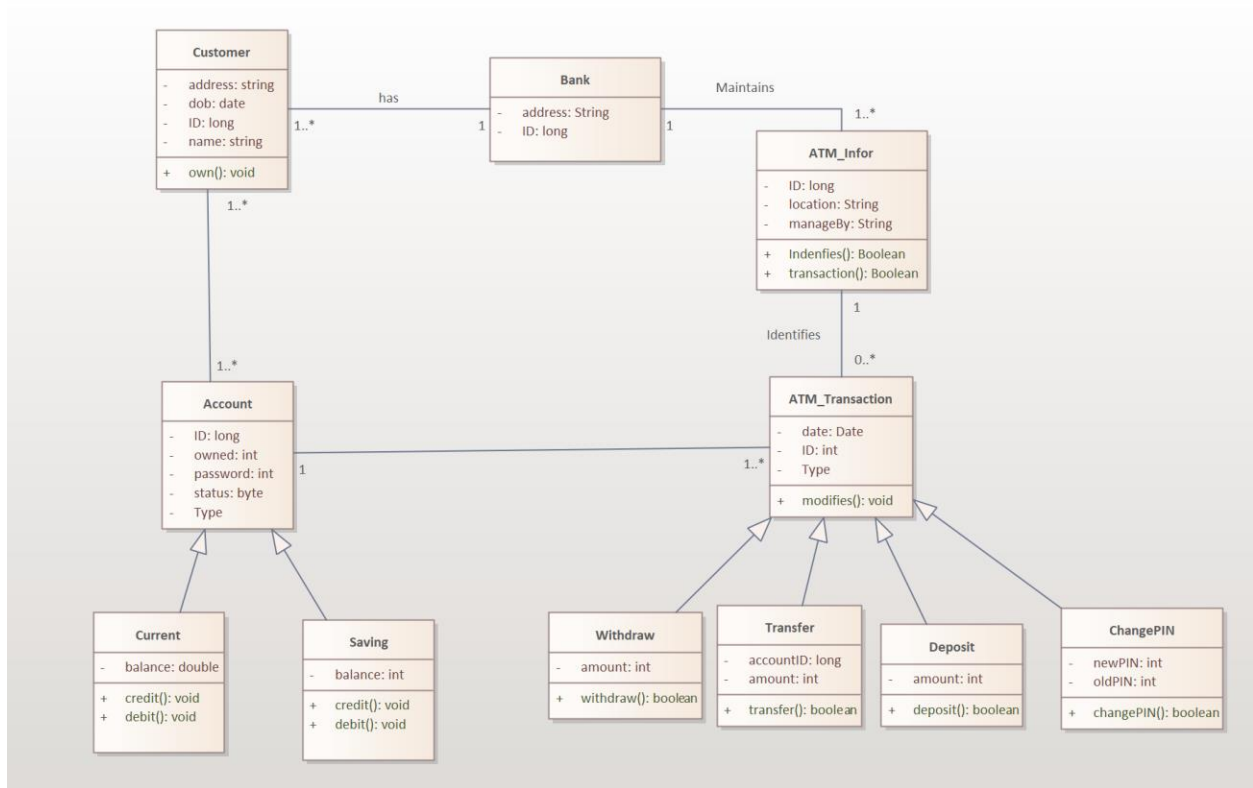 Customer
- address: string
- dob: date
- ID: long
- name: string
+ own(): void
has
1..*
1
Bank
- address: String
- ID: long
Maintains
1
1..*
ATM_Infor
- ID: long
- location: String
- manageBy: String
+ Indenfies(): Boolean
+ transaction(): Boolean
1..*
1
Identifies
0..*
1..*
Account
- ID: long
- owned: int
- password: int
- status: byte
- Type
1
1..*
ATM_Transaction
- date: Date
- ID: int
- Type
+ modifies(): void
Current
- balance: double
+ credit(): void
+ debit(): void
Saving
- balance: int
+ credit(): void
+ debit(): void
Withdraw
- amount: int
+ withdraw(): boolean
Transfer
- accountID: long
- amount: int
+ transfer(): boolean
Deposit
- amount: int
+ deposit(): boolean
ChangePIN
- newPIN: int
- oldPIN: int
+ changePIN(): boolean